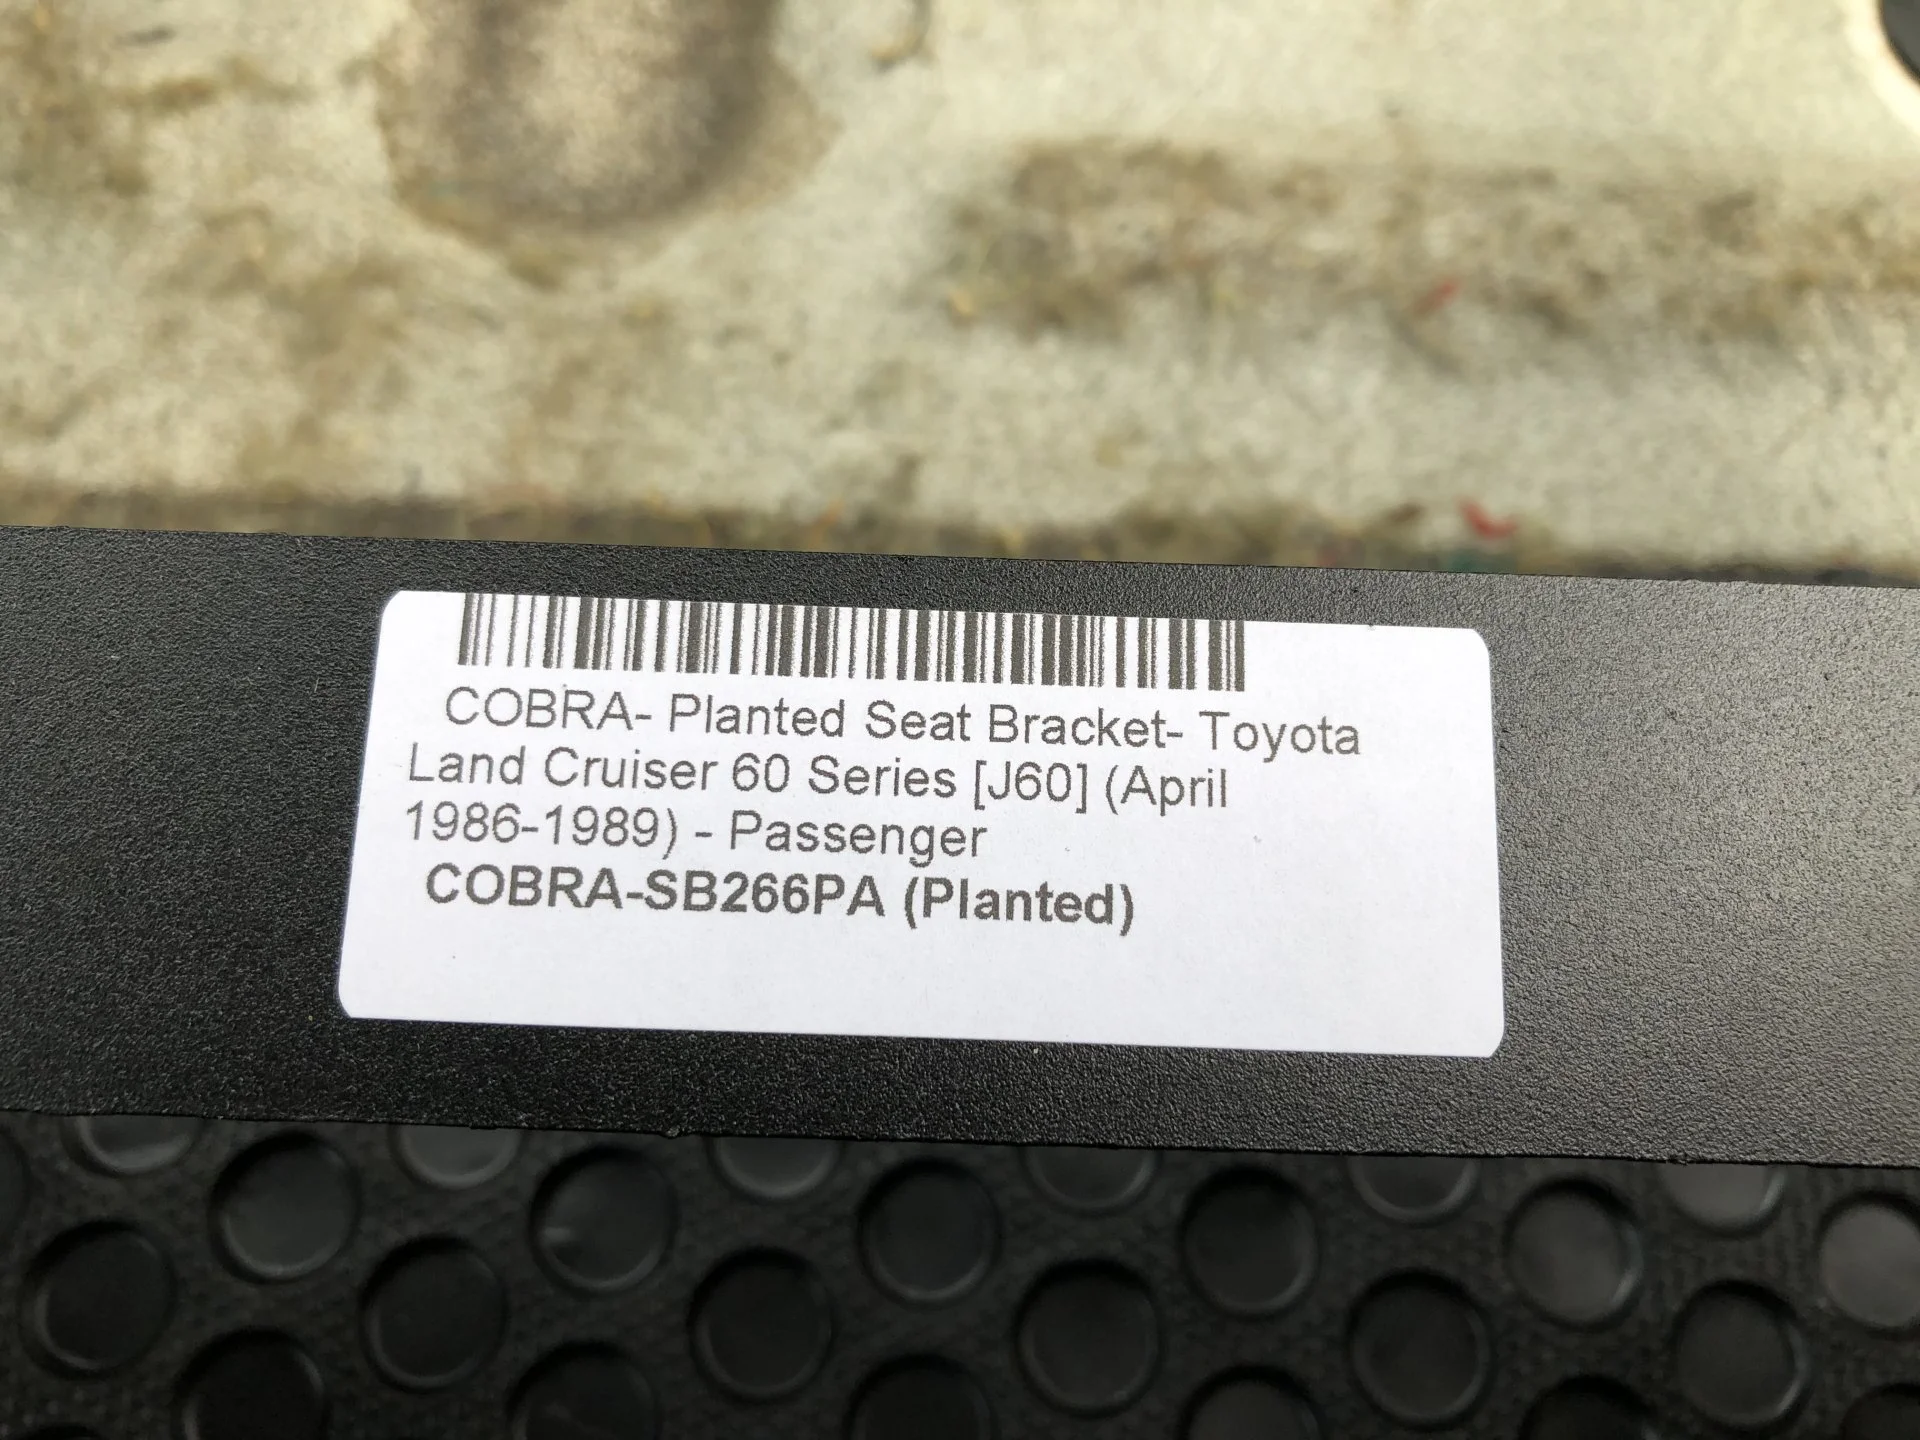 COBRA- Planted Seat Bracket- Toyota
Land Cruiser 60 Series [J60] (April
1986-1989) - Passenger
COBRA-SB266PA (Planted)